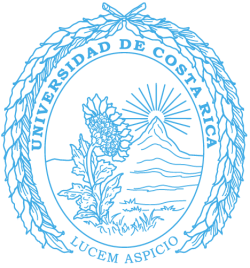 UNIVERSIDAD DE COSTA RICA
LUCEM ASPICIO